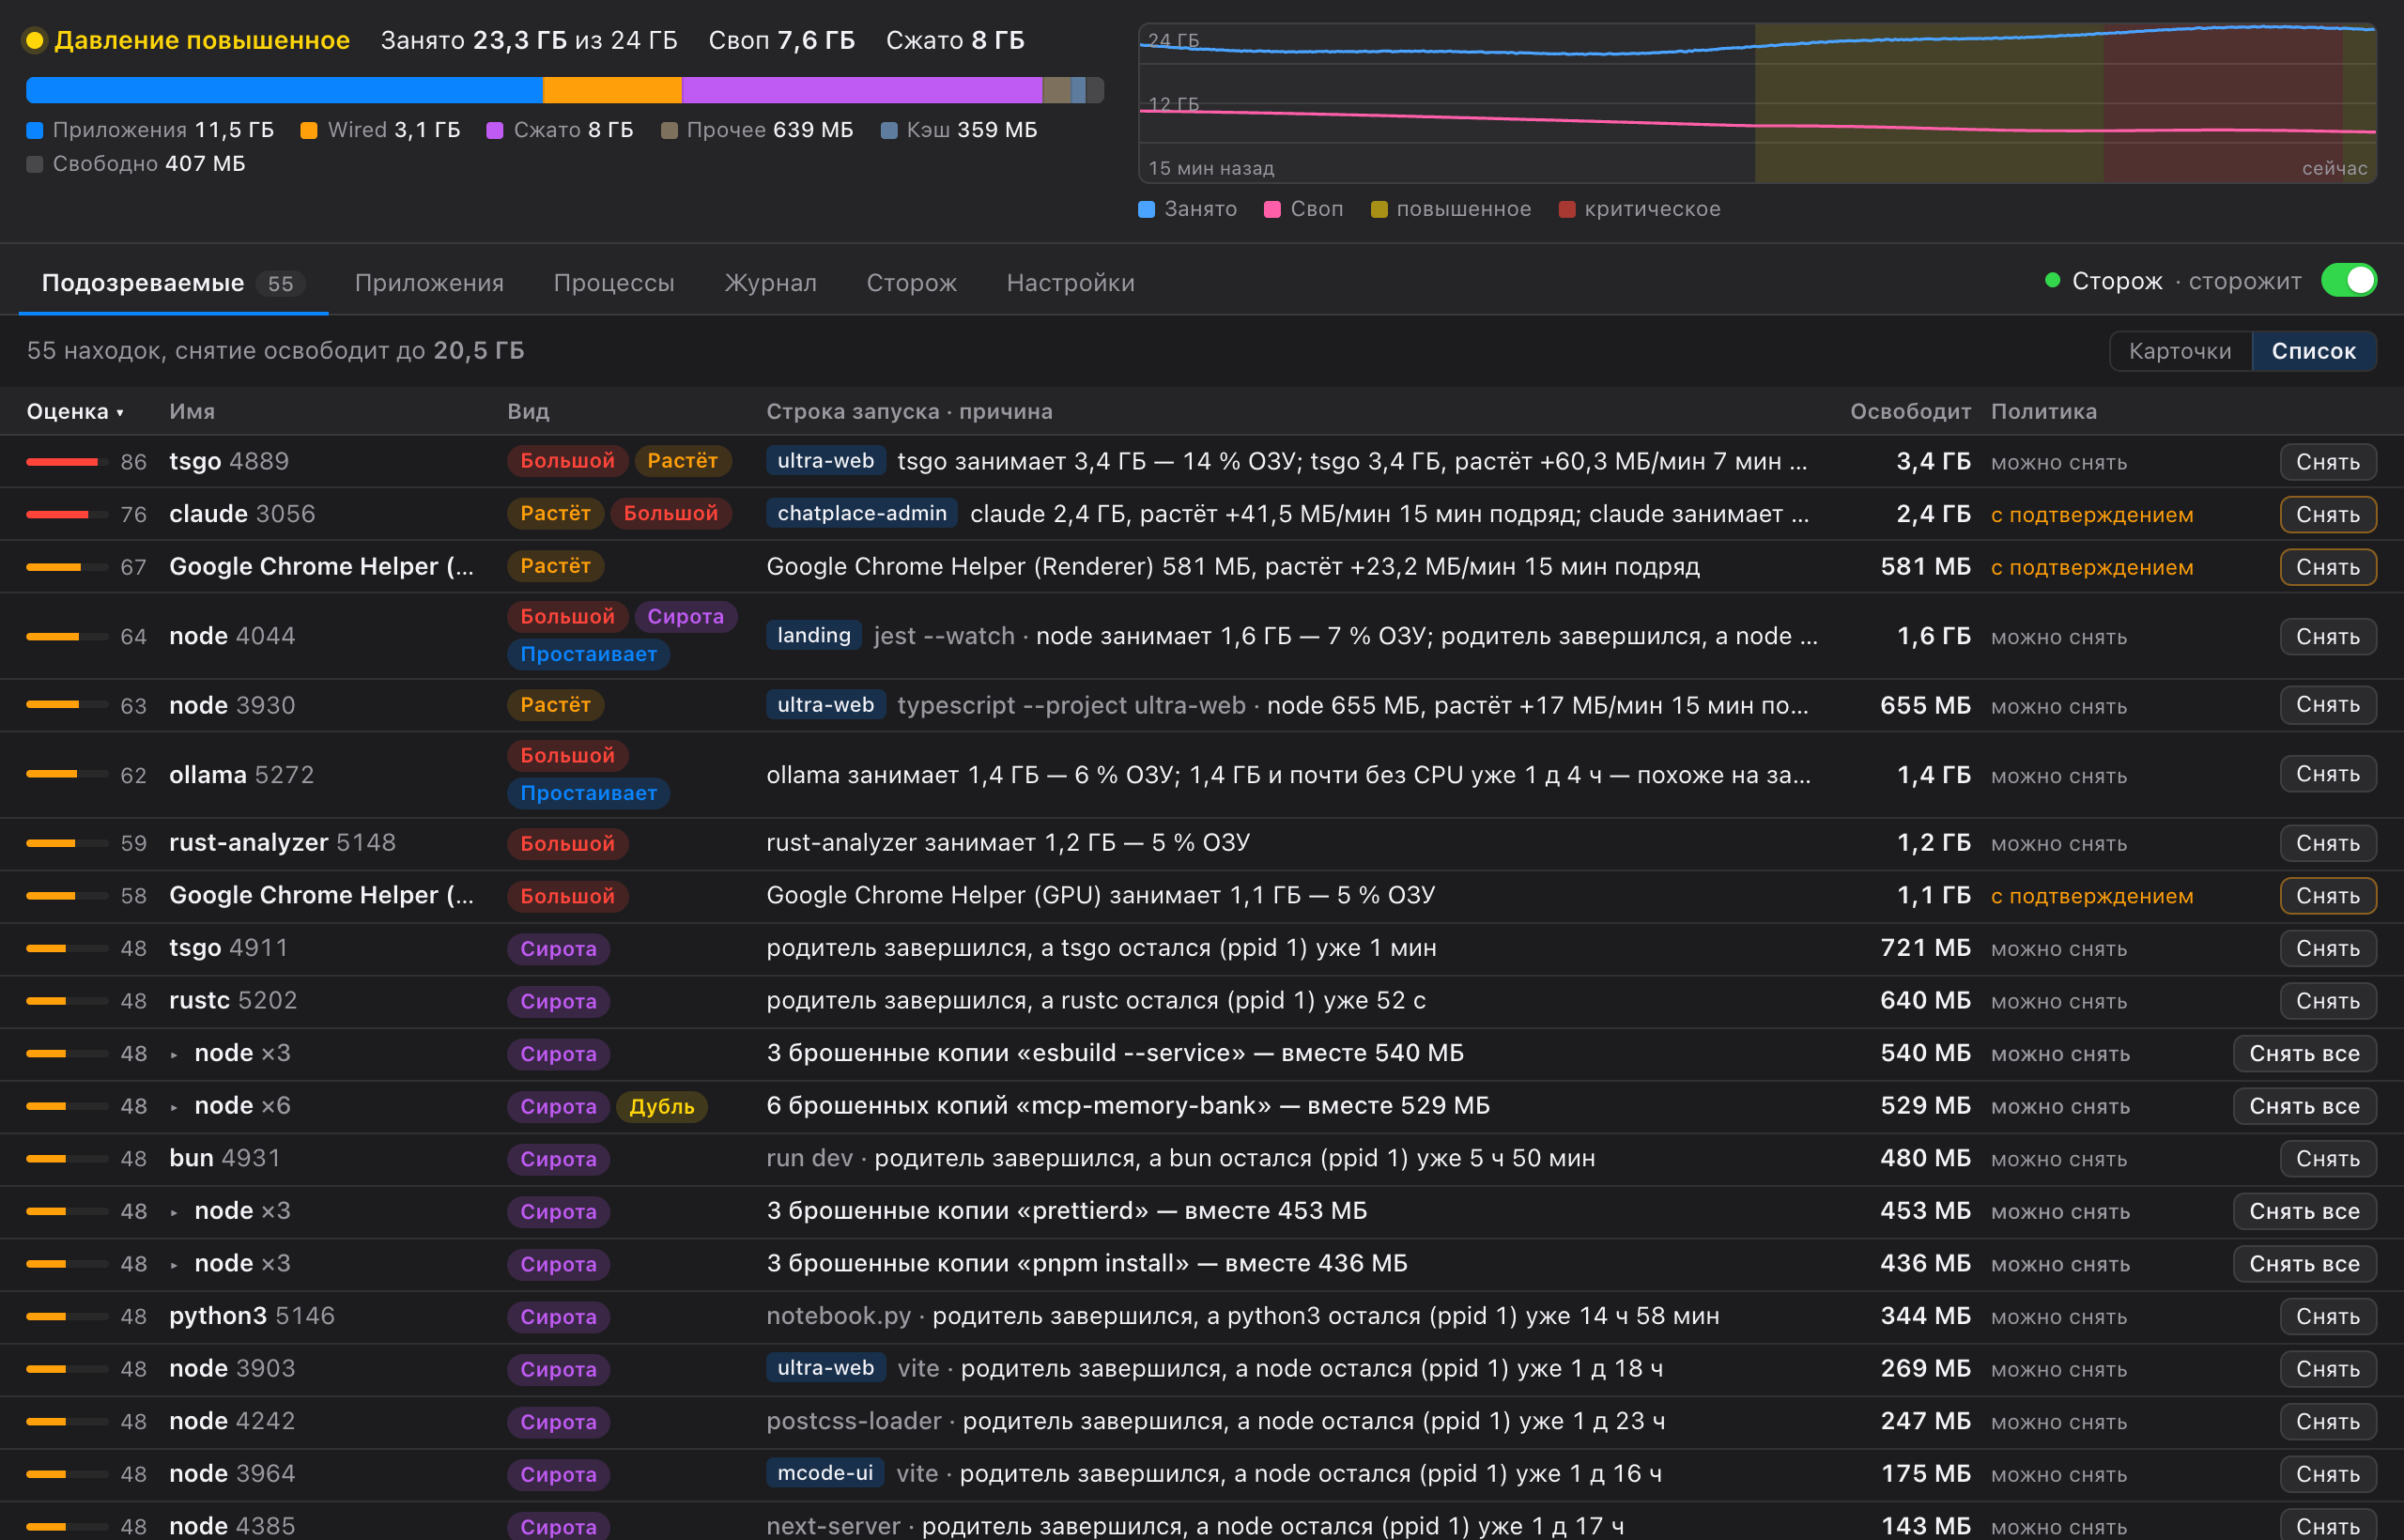 Давление повышенное Занято 23,3 ГБ из 24 ГБ Своп 7,6 ГБ Сжато 8 ГБ
Приложения 11,5 ГБ Wired 3,1 ГБ Сжато 8 ГБ Прочее 639 МБ Кэш 359 МБ
Свободно 407 МБ
24 ГБ
12 ГБ
15 мин назад сейчас
Занято Своп повышенное критическое
Подозреваемые 55 Приложения Процессы Журнал Сторож Настройки Сторож · сторожит
55 находок, снятие освободит до 20,5 ГБ Карточки Список
Оценка ▾ Имя Вид Строка запуска · причина Освободит Политика
86 tsgo 4889 Большой Растёт ultra-web tsgo занимает 3,4 ГБ — 14 % ОЗУ; tsgo 3,4 ГБ, растёт +60,3 МБ/мин 7 мин ... 3,4 ГБ можно снять Снять
76 claude 3056 Растёт Большой chatplace-admin claude 2,4 ГБ, растёт +41,5 МБ/мин 15 мин подряд; claude занимает ... 2,4 ГБ с подтверждением Снять
67 Google Chrome Helper (... Растёт Google Chrome Helper (Renderer) 581 МБ, растёт +23,2 МБ/мин 15 мин подряд 581 МБ с подтверждением Снять
64 node 4044 Большой Сирота Простаивает landing jest --watch · node занимает 1,6 ГБ — 7 % ОЗУ; родитель завершился, а node ... 1,6 ГБ можно снять Снять
63 node 3930 Растёт ultra-web typescript --project ultra-web · node 655 МБ, растёт +17 МБ/мин 15 мин по... 655 МБ можно снять Снять
62 ollama 5272 Большой Простаивает ollama занимает 1,4 ГБ — 6 % ОЗУ; 1,4 ГБ и почти без CPU уже 1 д 4 ч — похоже на за... 1,4 ГБ можно снять Снять
59 rust-analyzer 5148 Большой rust-analyzer занимает 1,2 ГБ — 5 % ОЗУ 1,2 ГБ можно снять Снять
58 Google Chrome Helper (... Большой Google Chrome Helper (GPU) занимает 1,1 ГБ — 5 % ОЗУ 1,1 ГБ с подтверждением Снять
48 tsgo 4911 Сирота родитель завершился, а tsgo остался (ppid 1) уже 1 мин 721 МБ можно снять Снять
48 rustc 5202 Сирота родитель завершился, а rustc остался (ppid 1) уже 52 с 640 МБ можно снять Снять
48 ▸ node ×3 Сирота 3 брошенные копии «esbuild --service» — вместе 540 МБ 540 МБ можно снять Снять все
48 ▸ node ×6 Сирота Дубль 6 брошенных копий «mcp-memory-bank» — вместе 529 МБ 529 МБ можно снять Снять все
48 bun 4931 Сирота run dev · родитель завершился, а bun остался (ppid 1) уже 5 ч 50 мин 480 МБ можно снять Снять
48 ▸ node ×3 Сирота 3 брошенные копии «prettierd» — вместе 453 МБ 453 МБ можно снять Снять все
48 ▸ node ×3 Сирота 3 брошенные копии «pnpm install» — вместе 436 МБ 436 МБ можно снять Снять все
48 python3 5146 Сирота notebook.py · родитель завершился, а python3 остался (ppid 1) уже 14 ч 58 мин 344 МБ можно снять Снять
48 node 3903 Сирота ultra-web vite · родитель завершился, а node остался (ppid 1) уже 1 д 18 ч 269 МБ можно снять Снять
48 node 4242 Сирота postcss-loader · родитель завершился, а node остался (ppid 1) уже 1 д 23 ч 247 МБ можно снять Снять
48 node 3964 Сирота mcode-ui vite · родитель завершился, а node остался (ppid 1) уже 1 д 16 ч 175 МБ можно снять Снять
48 node 4385 Сирота next-server · родитель завершился, а node остался (ppid 1) уже 1 д 17 ч 143 МБ можно снять Снять